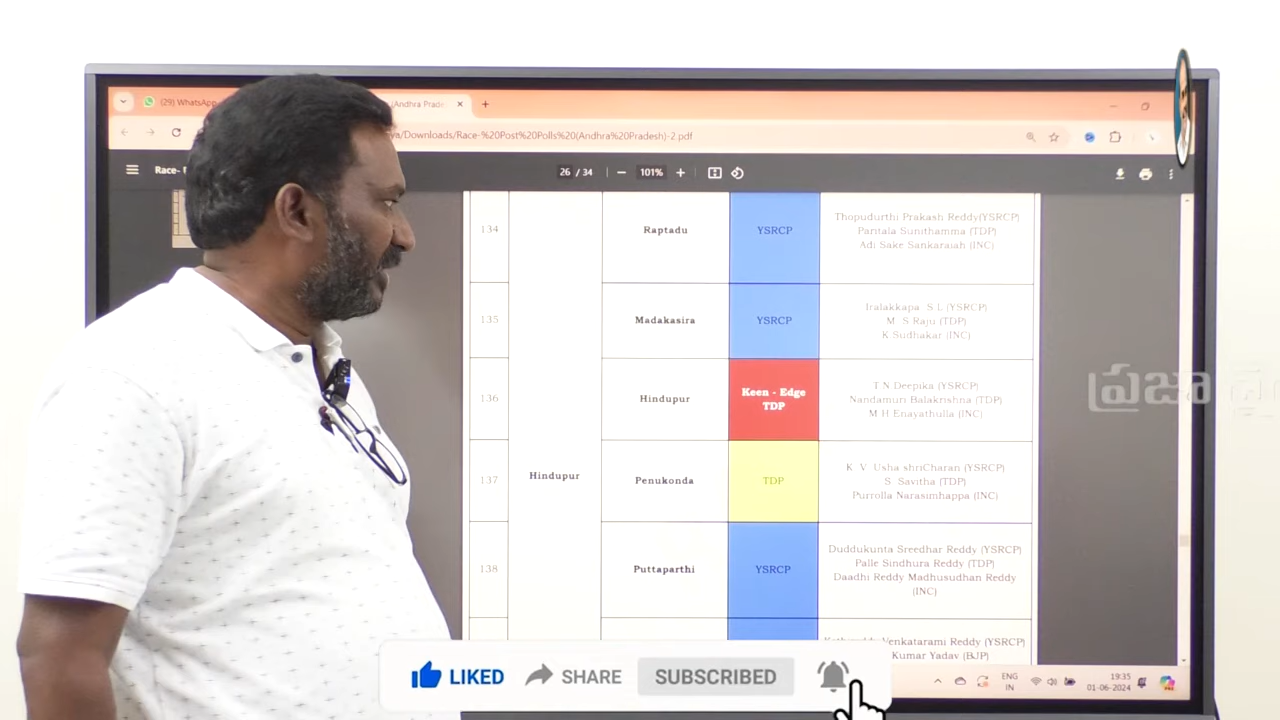 (29) WhatsApp
(Andhra Prade
ya/Downloads/Race-%20Post%20Polls%20(Andhra%20Pradesh)-2.pdf
Race-
26 / 34
101%
134
Raptadu
YSRCP
Thopudurthi Prakash Reddy(YSRCP)
Paritala Sunithamma (TDP)
Adi Sake Sankaraiah (INC)
135
Madakasira
YSRCP
Iralakkapa S L (YSRCP)
M S Raju (TDP)
K Sudhakar (INC)
136
Hindupur
Keen - Edge
TDP
T N Deepika (YSRCP)
Nandamuri Balakrishna (TDP)
M H Enayathulla (INC)
ప్రజా
Hindupur
137
Penukonda
TDP
K V Usha shriCharan (YSRCP)
S Savitha (TDP)
Purrolla Narasimhappa (INC)
138
Puttaparthi
YSRCP
Duddukunta Sreedhar Reddy (YSRCP)
Palle Sindhura Reddy (TDP)
Daadhi Reddy Madhusudhan Reddy
(INC)
Venkatarami Reddy (YSRCP)
Kumar Yadav (BJP)
LIKED
SHARE
SUBSCRIBED
ENG
IN
19:35
01-06-2024